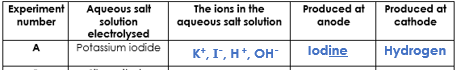 Experiment number
Aqueous salt solution electrolysed
The ions in the aqueous salt solution
Produced at anode
Produced at cathode
A
Potassium iodide
K⁺, I⁻, H⁺, OH⁻
Iodine
Hydrogen